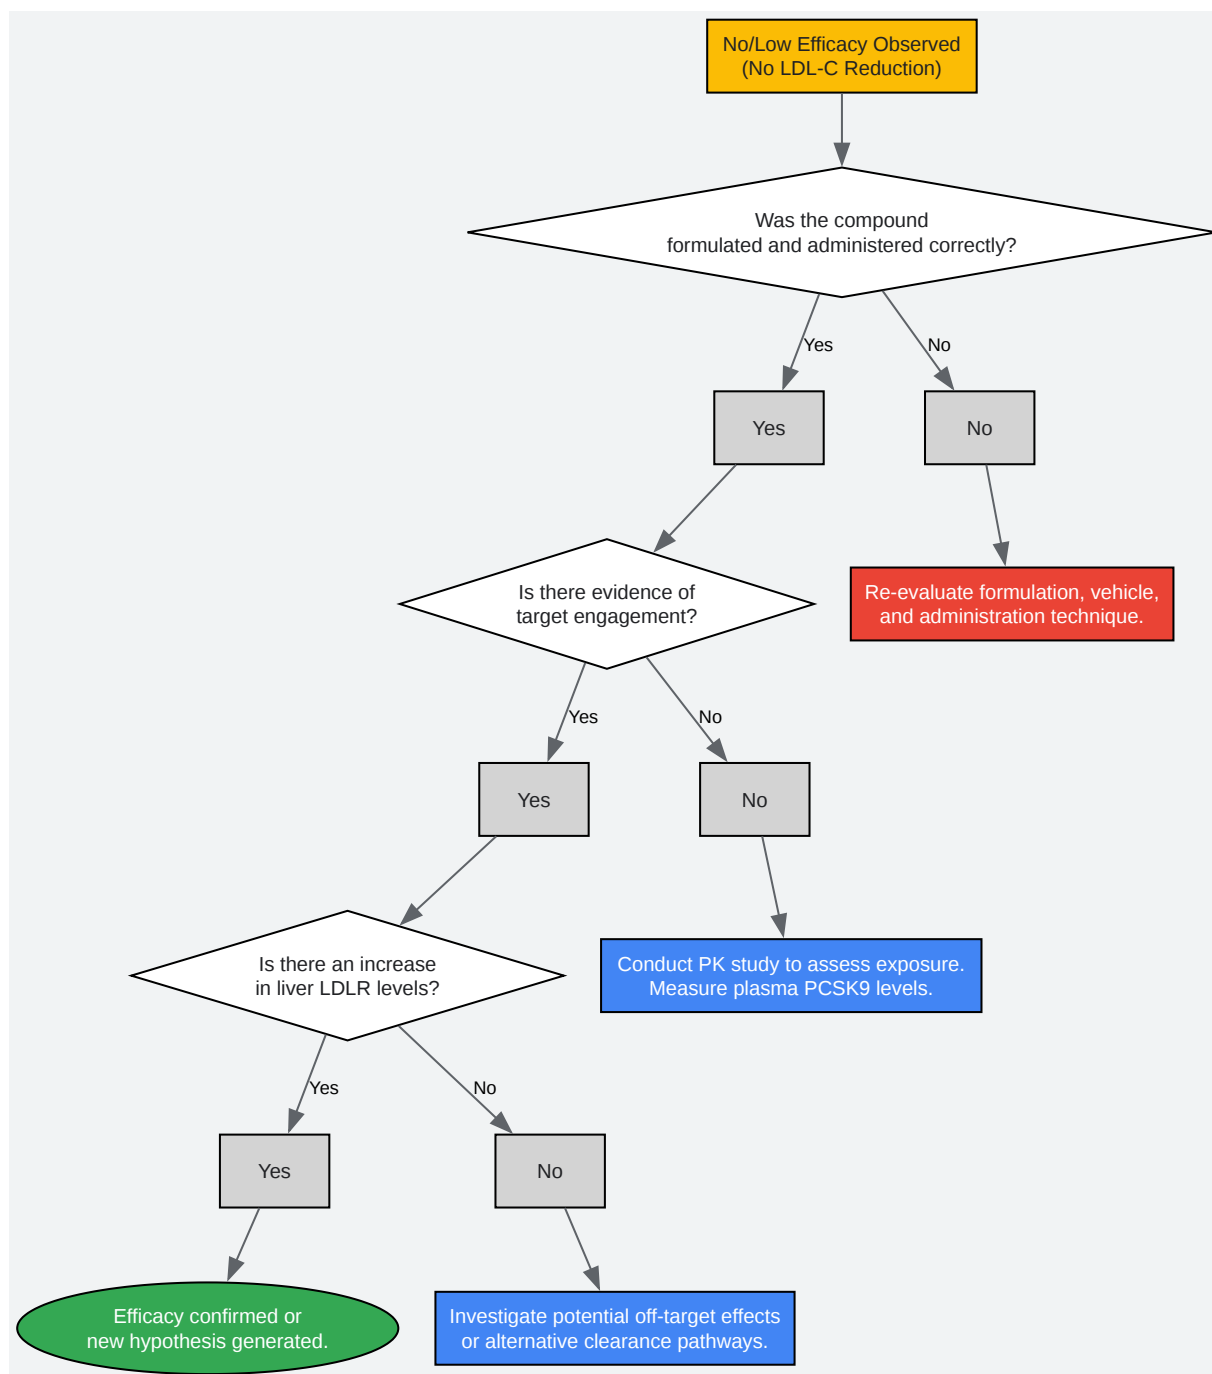 No/Low Efficacy Observed
(No LDL-C Reduction)
Was the compound
formulated and administered correctly?
Yes
No
Yes
No
Is there evidence of
target engagement?
Re-evaluate formulation, vehicle,
and administration technique.
Yes
No
Yes
No
Is there an increase
in liver LDLR levels?
Conduct PK study to assess exposure.
Measure plasma PCSK9 levels.
Yes
No
Yes
No
Efficacy confirmed or
new hypothesis generated.
Investigate potential off-target effects
or alternative clearance pathways.